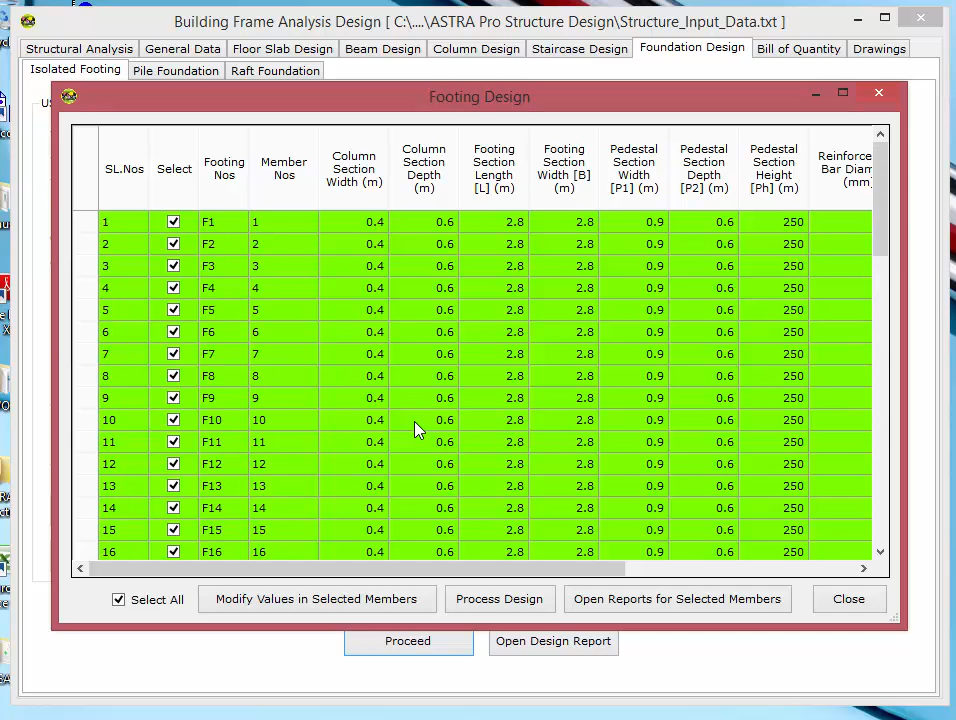 Building Frame Analysis Design [ C:\....\ASTRA Pro Structure Design\Structure_Input_Data.txt ]
Structural Analysis General Data Floor Slab Design Beam Design Column Design Staircase Design Foundation Design Bill of Quantity Drawings
Isolated Footing Pile Foundation Raft Foundation
Footing Design
SL.Nos Select Footing Nos Member Nos Column Section Width (m) Column Section Depth (m) Footing Section Length [L] (m) Footing Section Width [B] (m) Pedestal Section Width [P1] (m) Pedestal Section Depth [P2] (m) Pedestal Section Height [Ph] (m) Reinforce Bar Diam (mm)
1 F1 1 0.4 0.6 2.8 2.8 0.9 0.6 250
2 F2 2 0.4 0.6 2.8 2.8 0.9 0.6 250
3 F3 3 0.4 0.6 2.8 2.8 0.9 0.6 250
4 F4 4 0.4 0.6 2.8 2.8 0.9 0.6 250
5 F5 5 0.4 0.6 2.8 2.8 0.9 0.6 250
6 F6 6 0.4 0.6 2.8 2.8 0.9 0.6 250
7 F7 7 0.4 0.6 2.8 2.8 0.9 0.6 250
8 F8 8 0.4 0.6 2.8 2.8 0.9 0.6 250
9 F9 9 0.4 0.6 2.8 2.8 0.9 0.6 250
10 F10 10 0.4 0.6 2.8 2.8 0.9 0.6 250
11 F11 11 0.4 0.6 2.8 2.8 0.9 0.6 250
12 F12 12 0.4 0.6 2.8 2.8 0.9 0.6 250
13 F13 13 0.4 0.6 2.8 2.8 0.9 0.6 250
14 F14 14 0.4 0.6 2.8 2.8 0.9 0.6 250
15 F15 15 0.4 0.6 2.8 2.8 0.9 0.6 250
16 F16 16 0.4 0.6 2.8 2.8 0.9 0.6 250
Select All Modify Values in Selected Members Process Design Open Reports for Selected Members Close
Proceed Open Design Report